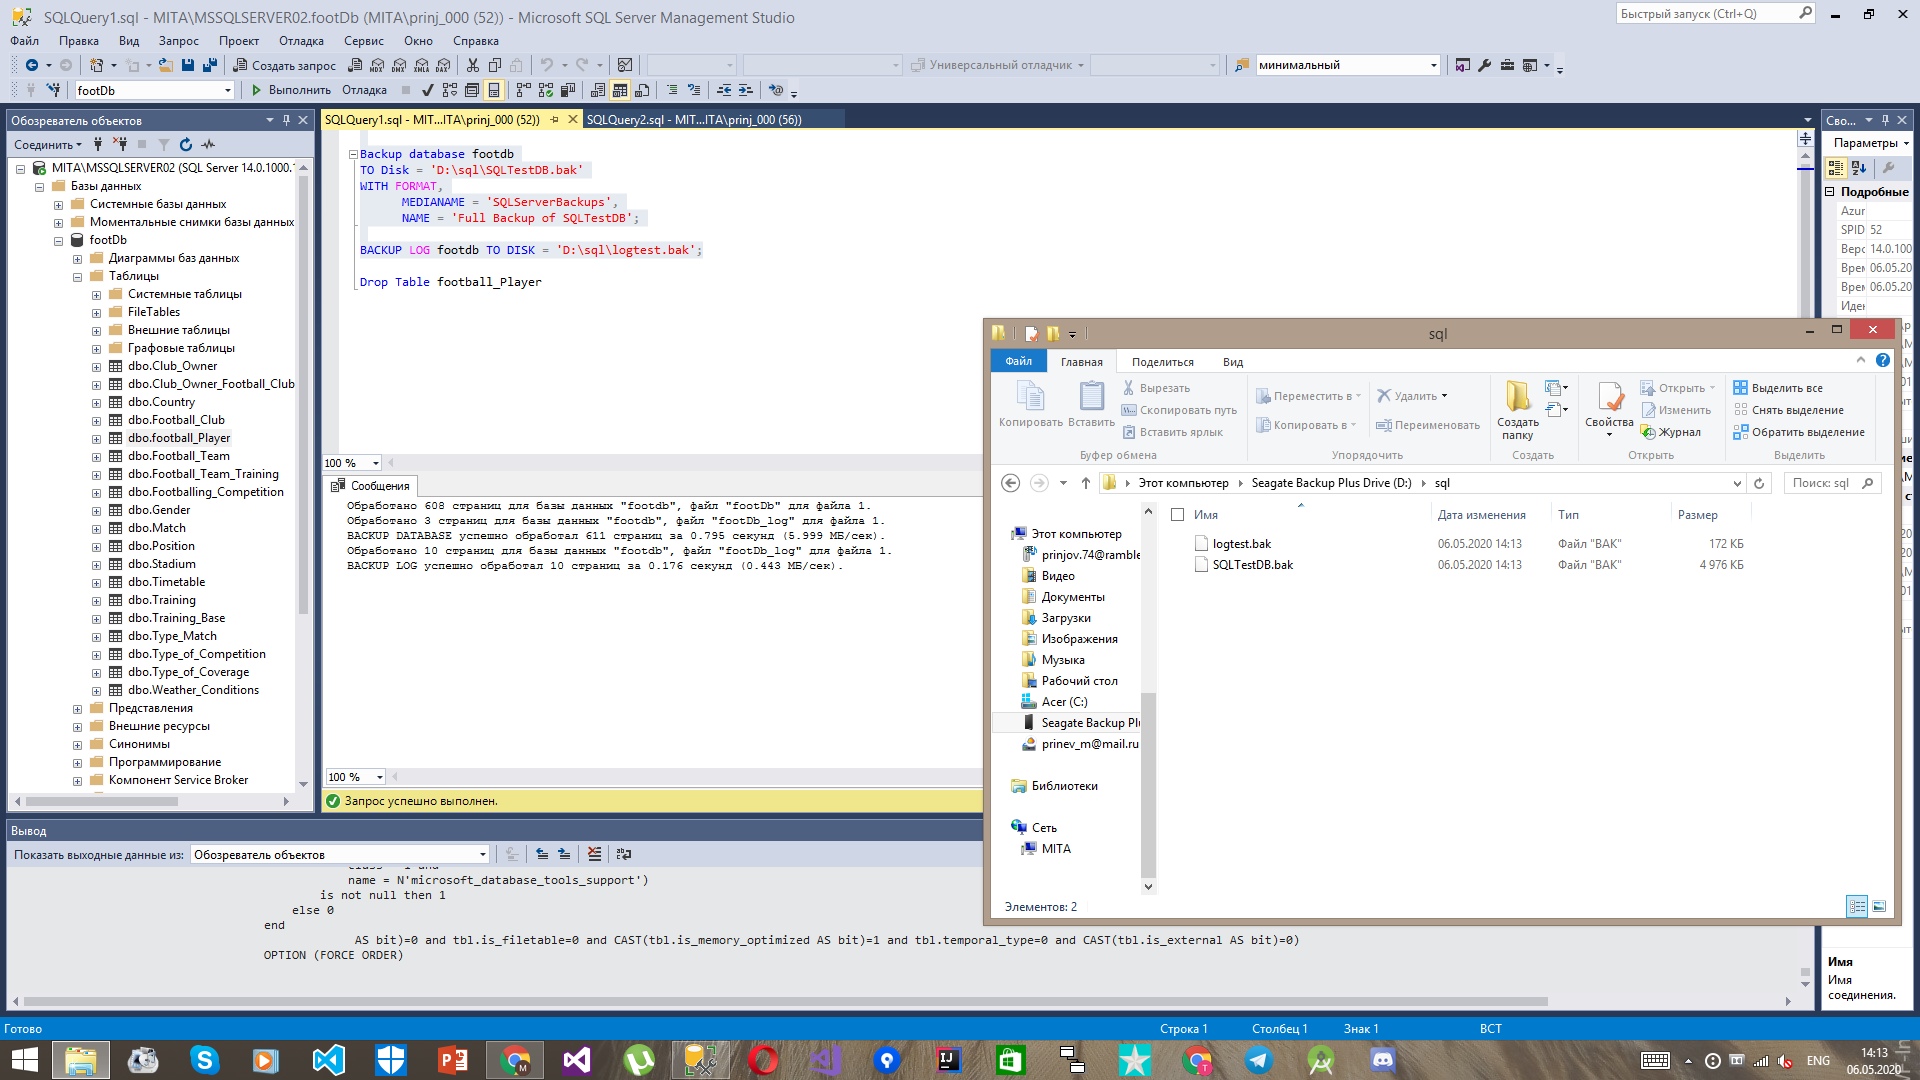 SQLQuery1.sql - MITA\MSSQLSERVER02.footDb (MITA\prinj_000 (52)) - Microsoft SQL Server Management Studio
Быстрый запуск (Ctrl+Q)
Файл Правка Вид Запрос Проект Отладка Сервис Окно Справка
Создать запрос
Универсальный отладчик
минимальный
footDb
Выполнить Отладка
Обозреватель объектов
Соединить
MITA\MSSQLSERVER02 (SQL Server 14.0.1000.
Базы данных
Системные базы данных
Моментальные снимки базы данных
footDb
Диаграммы баз данных
Таблицы
Системные таблицы
FileTables
Внешние таблицы
Графовые таблицы
dbo.Club_Owner
dbo.Club_Owner_Football_Club
dbo.Country
dbo.Football_Club
dbo.football_Player
dbo.Football_Team
dbo.Football_Team_Training
dbo.Footballing_Competition
dbo.Gender
dbo.Match
dbo.Position
dbo.Stadium
dbo.Timetable
dbo.Training
dbo.Training_Base
dbo.Type_Match
dbo.Type_of_Competition
dbo.Type_of_Coverage
dbo.Weather_Conditions
Представления
Внешние ресурсы
Синонимы
Программирование
Компонент Service Broker
SQLQuery1.sql - MIT...ITA\prinj_000 (52))
SQLQuery2.sql - MIT...ITA\prinj_000 (56))
Backup database footdb
TO Disk = 'D:\sql\SQLTestDB.bak'
WITH FORMAT,
MEDIANAME = 'SQLServerBackups',
NAME = 'Full Backup of SQLTestDB';
BACKUP LOG footdb TO DISK = 'D:\sql\logtest.bak';
Drop Table football_Player
100 %
Сообщения
Обработано 608 страниц для базы данных "footdb", файл "footDb" для файла 1.
Обработано 3 страниц для базы данных "footdb", файл "footDb_log" для файла 1.
BACKUP DATABASE успешно обработал 611 страниц за 0.795 секунд (5.999 МБ/сек).
Обработано 10 страниц для базы данных "footdb", файл "footDb_log" для файла 1.
BACKUP LOG успешно обработал 10 страниц за 0.176 секунд (0.443 МБ/сек).
100 %
Запрос успешно выполнен.
Сво...
Параметры
Подробные
Azur
SPID 52
Верс 14.0.100
Врем 06.05.20
Врем 06.05.20
Иден
Имя
Имя
соединения.
sql
Файл Главная Поделиться Вид
Копировать
Вставить
Вырезать
Скопировать путь
Вставить ярлык
Буфер обмена
Переместить в
Копировать в
Удалить
Переименовать
Упорядочить
Создать
папку
Создать
Свойства
Открыть
Изменить
Журнал
Открыть
Выделить все
Снять выделение
Обратить выделение
Выделить
Этот компьютер
Seagate Backup Plus Drive (D:)
sql
Поиск: sql
Этот компьютер
prinjov.74@ramble
Видео
Документы
Загрузки
Изображения
Музыка
Рабочий стол
Acer (C:)
Seagate Backup Plu
prinev_m@mail.ru
Библиотеки
Сеть
MITA
Имя Дата изменения Тип Размер
logtest.bak 06.05.2020 14:13 Файл "BAK" 172 КБ
SQLTestDB.bak 06.05.2020 14:13 Файл "BAK" 4 976 КБ
Элементов: 2
Вывод
Показать выходные данные из: Обозреватель объектов
name = N'microsoft_database_tools_support')
is not null then 1
else 0
end
AS bit)=0 and tbl.is_filetable=0 and CAST(tbl.is_memory_optimized AS bit)=1 and tbl.temporal_type=0 and CAST(tbl.is_external AS bit)=0)
OPTION (FORCE ORDER)
Готово
Строка 1 Столбец 1 Знак 1 ВСТ
ENG
14:13
06.05.2020